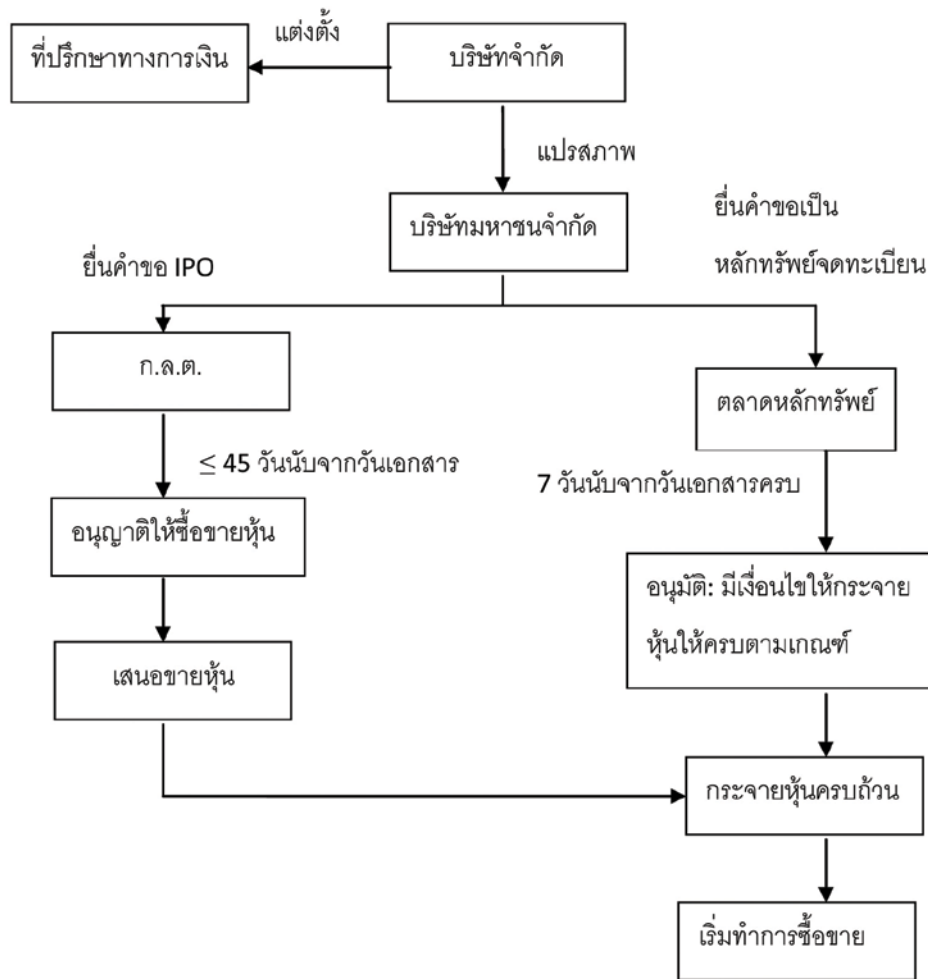 แต่งตั้ง
ที่ปรึกษาทางการเงิน
บริษัทจำกัด
แปรสภาพ
บริษัทมหาชนจำกัด
ยื่นคำขอเป็น
หลักทรัพย์จดทะเบียน
ยื่นคำขอ IPO
ก.ล.ต.
ตลาดหลักทรัพย์
≤ 45 วันนับจากวันเอกสาร
7 วันนับจากวันเอกสารครบ
อนุญาติให้ซื้อขายหุ้น
อนุมัติ: มีเงื่อนไขให้กระจาย
หุ้นให้ครบตามเกณฑ์
เสนอขายหุ้น
กระจายหุ้นครบถ้วน
เริ่มทำการซื้อขาย